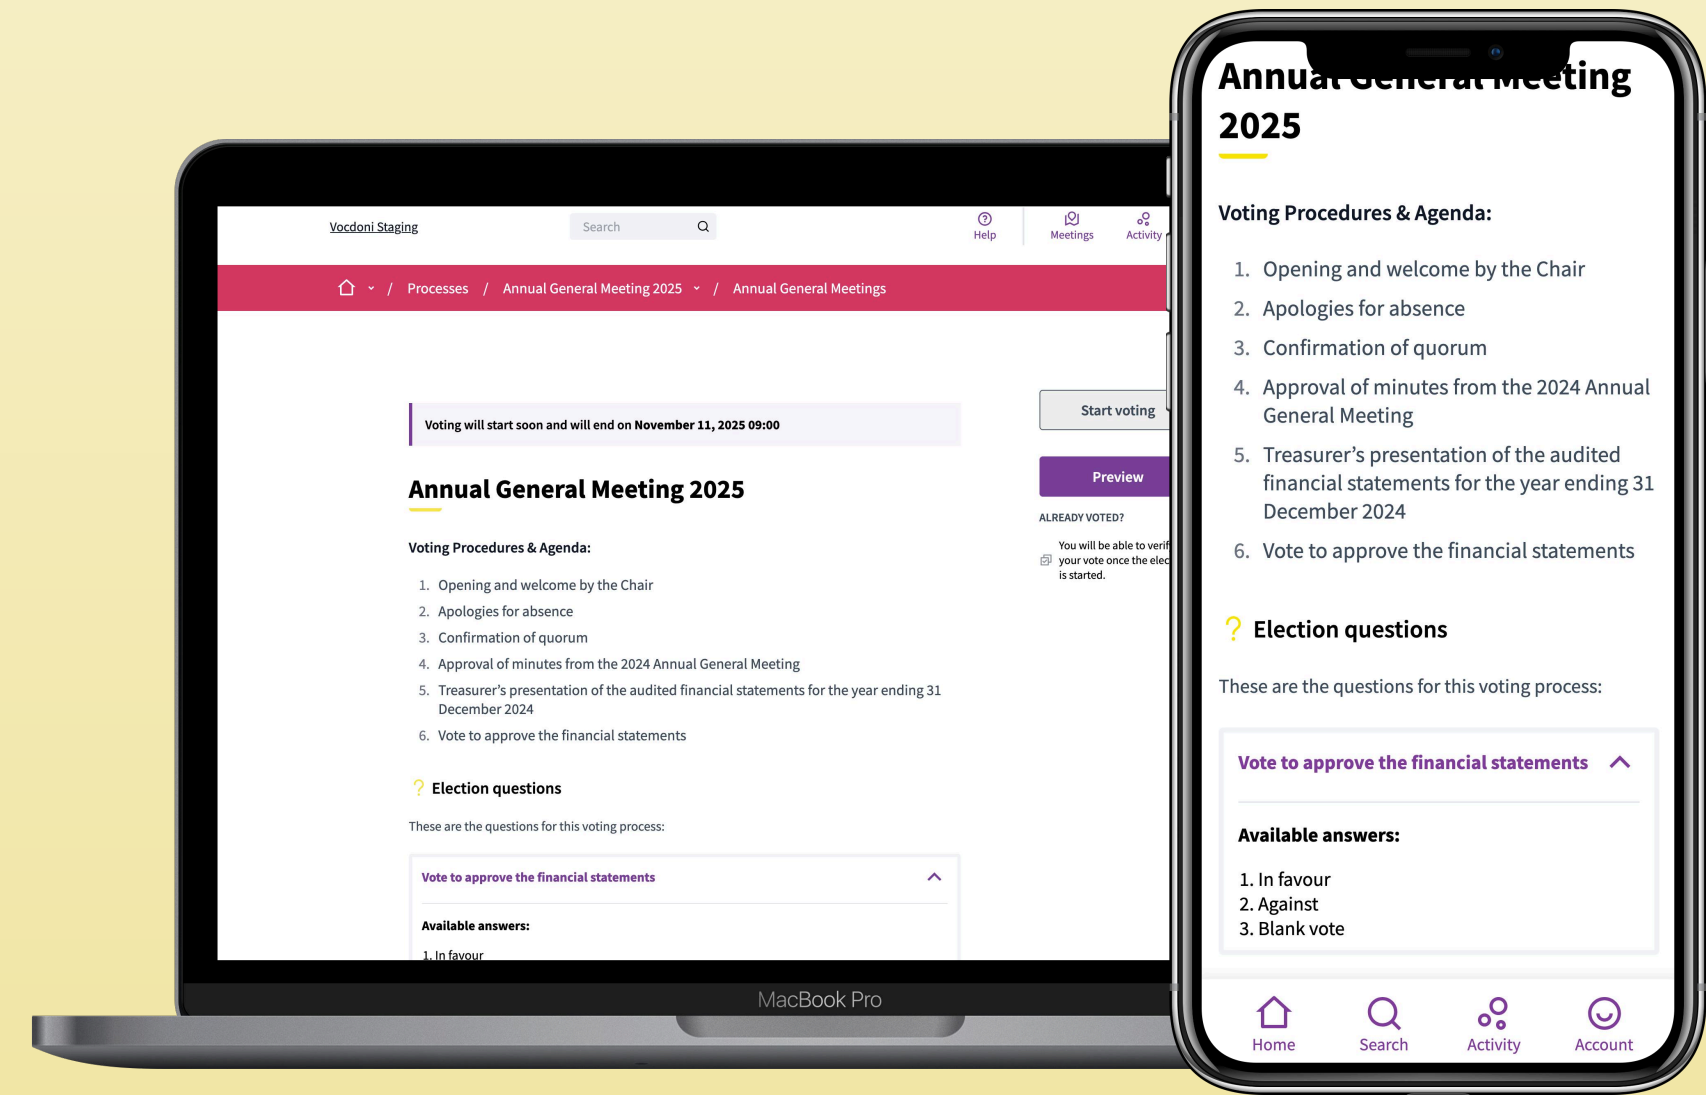 Vocdoni Staging
Search
Help
Meetings
Activity
Processes / Annual General Meeting 2025 / Annual General Meetings
Voting will start soon and will end on November 11, 2025 09:00
Annual General Meeting 2025
Voting Procedures & Agenda:
1. Opening and welcome by the Chair
2. Apologies for absence
3. Confirmation of quorum
4. Approval of minutes from the 2024 Annual General Meeting
5. Treasurer’s presentation of the audited financial statements for the year ending 31
December 2024
6. Vote to approve the financial statements
? Election questions
These are the questions for this voting process:
Vote to approve the financial statements
Available answers:
1. In favour
Start voting
Preview
ALREADY VOTED?
You will be able to verif
your vote once the elec
is started.
MacBook Pro
Annual General Meeting
2025
Voting Procedures & Agenda:
1. Opening and welcome by the Chair
2. Apologies for absence
3. Confirmation of quorum
4. Approval of minutes from the 2024 Annual
General Meeting
5. Treasurer’s presentation of the audited
financial statements for the year ending 31
December 2024
6. Vote to approve the financial statements
? Election questions
These are the questions for this voting process:
Vote to approve the financial statements
Available answers:
1. In favour
2. Against
3. Blank vote
Home
Search
Activity
Account